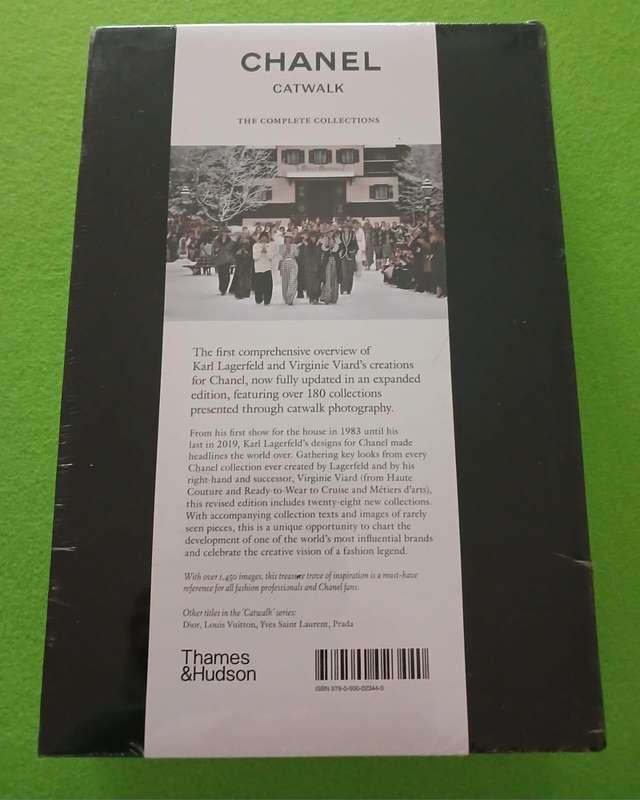 CHANEL
CATWALK
THE COMPLETE COLLECTIONS
The first comprehensive overview of
Karl Lagerfeld and Virginie Viard's creations
for Chanel, now fully updated in an expanded
edition, featuring over 180 collections
presented through catwalk photography.
From his first show for the house in 1983 until his
last in 2019, Karl Lagerfeld's designs for Chanel made
headlines the world over. Gathering key looks from every
Chanel collection ever created by Lagerfeld and by his
right-hand and successor, Virginie Viard (from Haute
Couture and Ready-to-Wear to Cruise and Métiers d'arts),
this revised edition includes twenty-eight new collections.
With accompanying collection texts and images of rarely
seen pieces, this is a unique opportunity to chart the
development of one of the world's most influential brands
and celebrate the creative vision of a fashion legend.
With over 1,450 images, this treasure trove of inspiration is a must-have
reference for all fashion professionals and Chanel fans.
Other titles in the 'Catwalk' series:
Dior, Louis Vuitton, Yves Saint Laurent, Prada
Thames
&Hudson
ISBN 978-0-500-02344-0